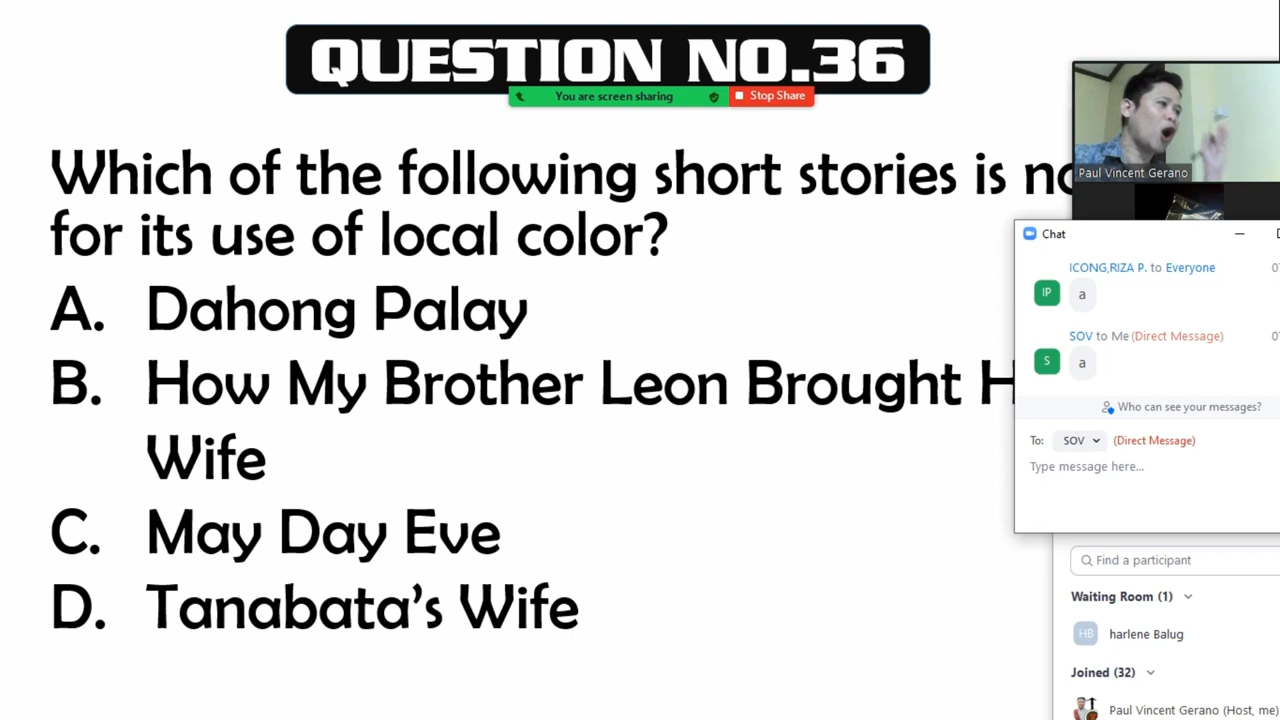 QUESTION NO.36
You are screen sharing
Stop Share
Which of the following short stories is
for its use of local color?
A. Dahong Palay
B. How My Brother Leon Brought
Wife
C. May Day Eve
D. Tanabata's Wife
Paul Vincent Gerano
Chat
ICONG,RIZA P. to Everyone
IP
a
SOV to Me (Direct Message)
S
a
Who can see your messages?
To: SOV (Direct Message)
Type message here...
Find a participant
Waiting Room (1)
HB harlene Balug
Joined (32)
Paul Vincent Gerano (Host, me)